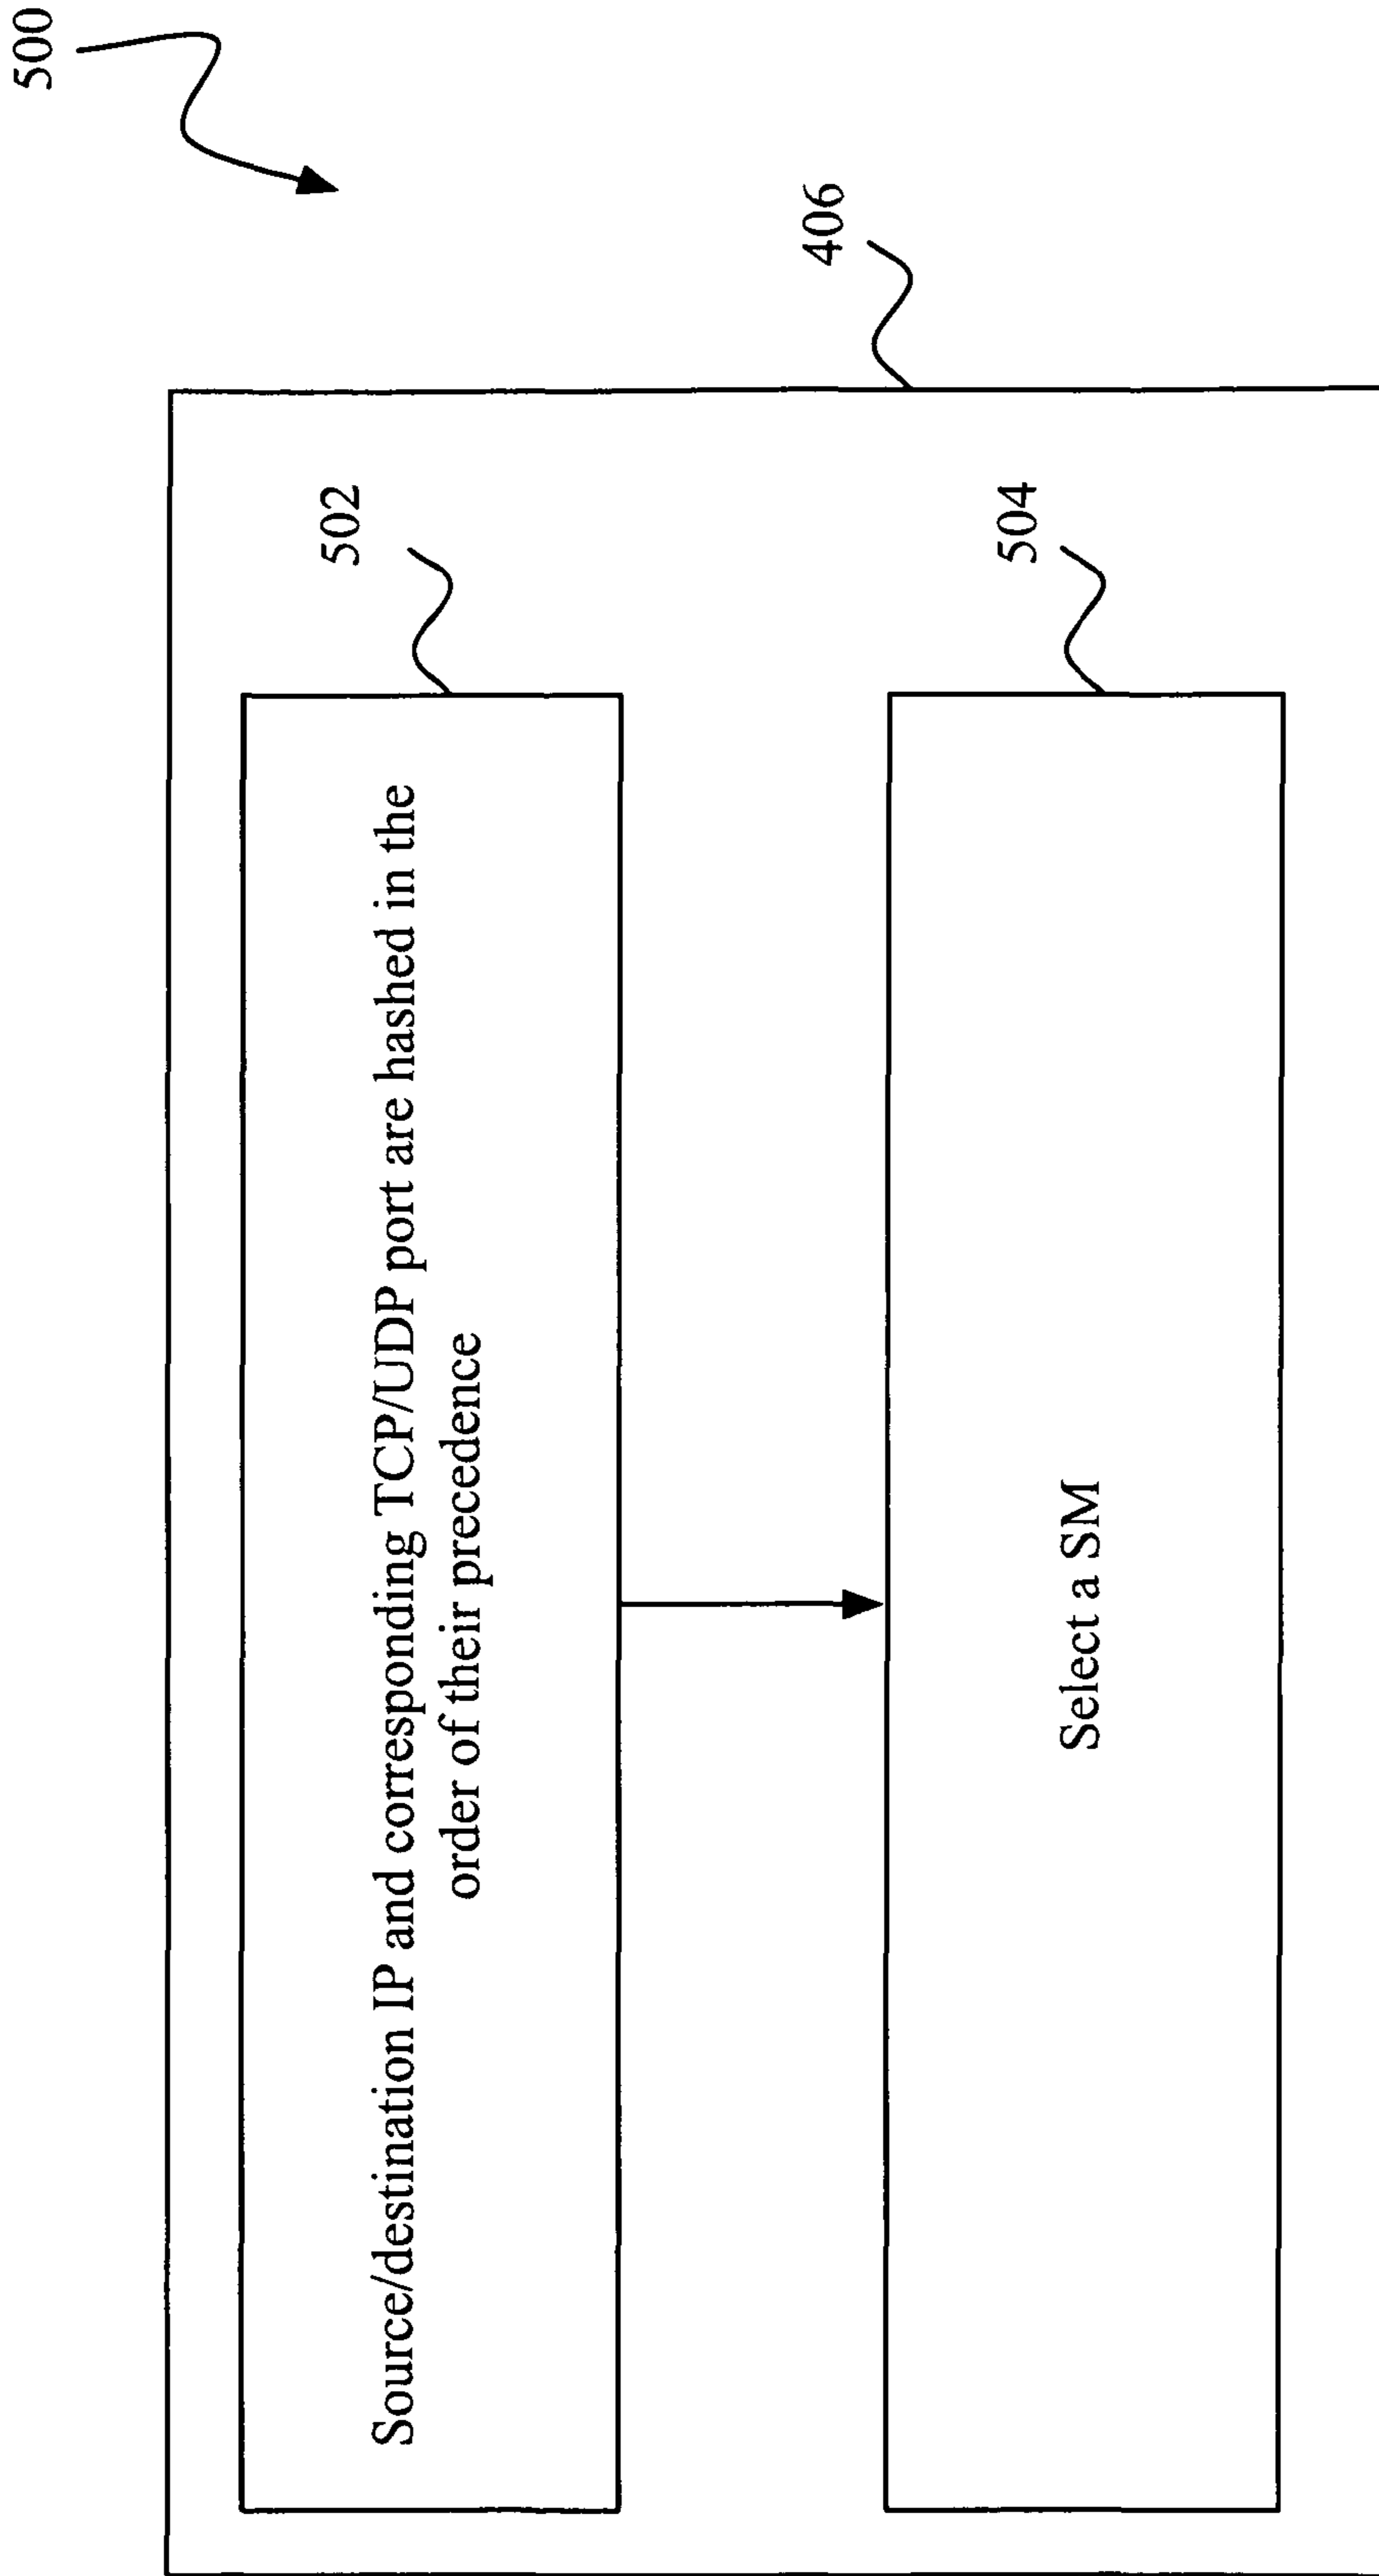 500
406
502
Source/destination IP and corresponding TCP/UDP port are hashed in the
order of their precedence
504
Select a SM